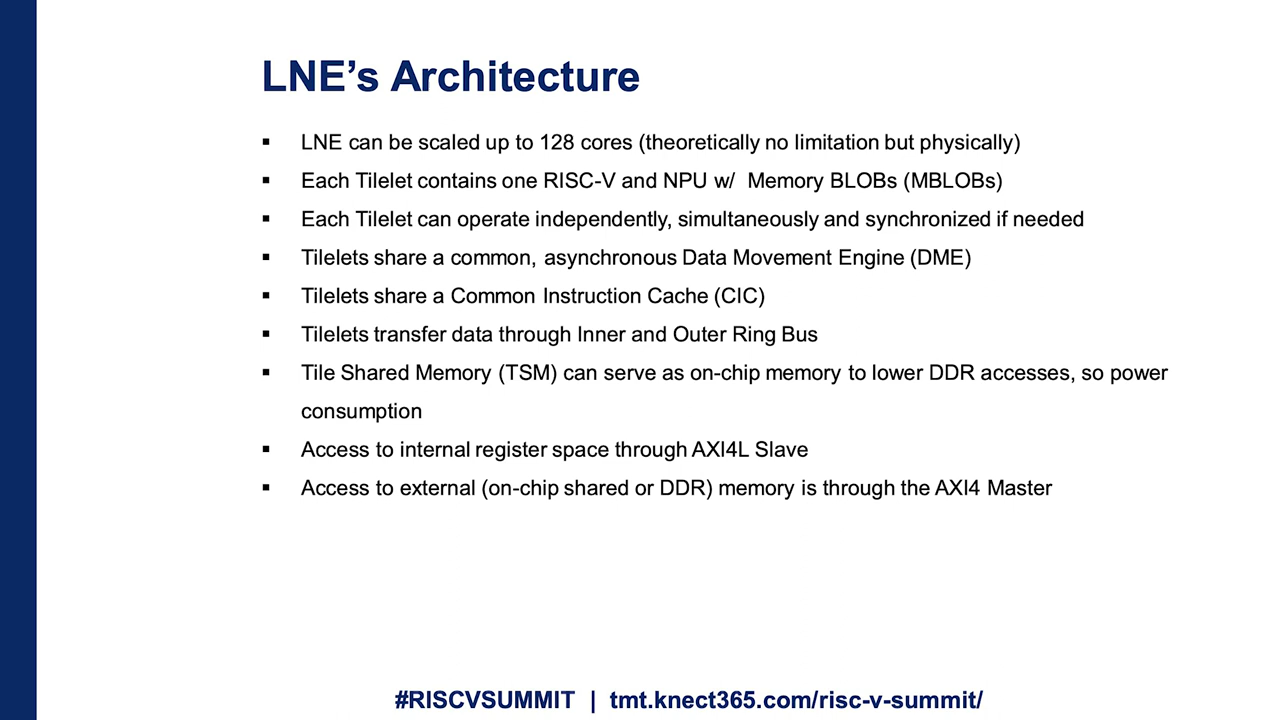 LNE’s Architecture
▪ LNE can be scaled up to 128 cores (theoretically no limitation but physically)
▪ Each Tilelet contains one RISC-V and NPU w/ Memory BLOBs (MBLOBs)
▪ Each Tilelet can operate independently, simultaneously and synchronized if needed
▪ Tilelets share a common, asynchronous Data Movement Engine (DME)
▪ Tilelets share a Common Instruction Cache (CIC)
▪ Tilelets transfer data through Inner and Outer Ring Bus
▪ Tile Shared Memory (TSM) can serve as on-chip memory to lower DDR accesses, so power
consumption
▪ Access to internal register space through AXI4L Slave
▪ Access to external (on-chip shared or DDR) memory is through the AXI4 Master
#RISCVSUMMIT | tmt.knect365.com/risc-v-summit/